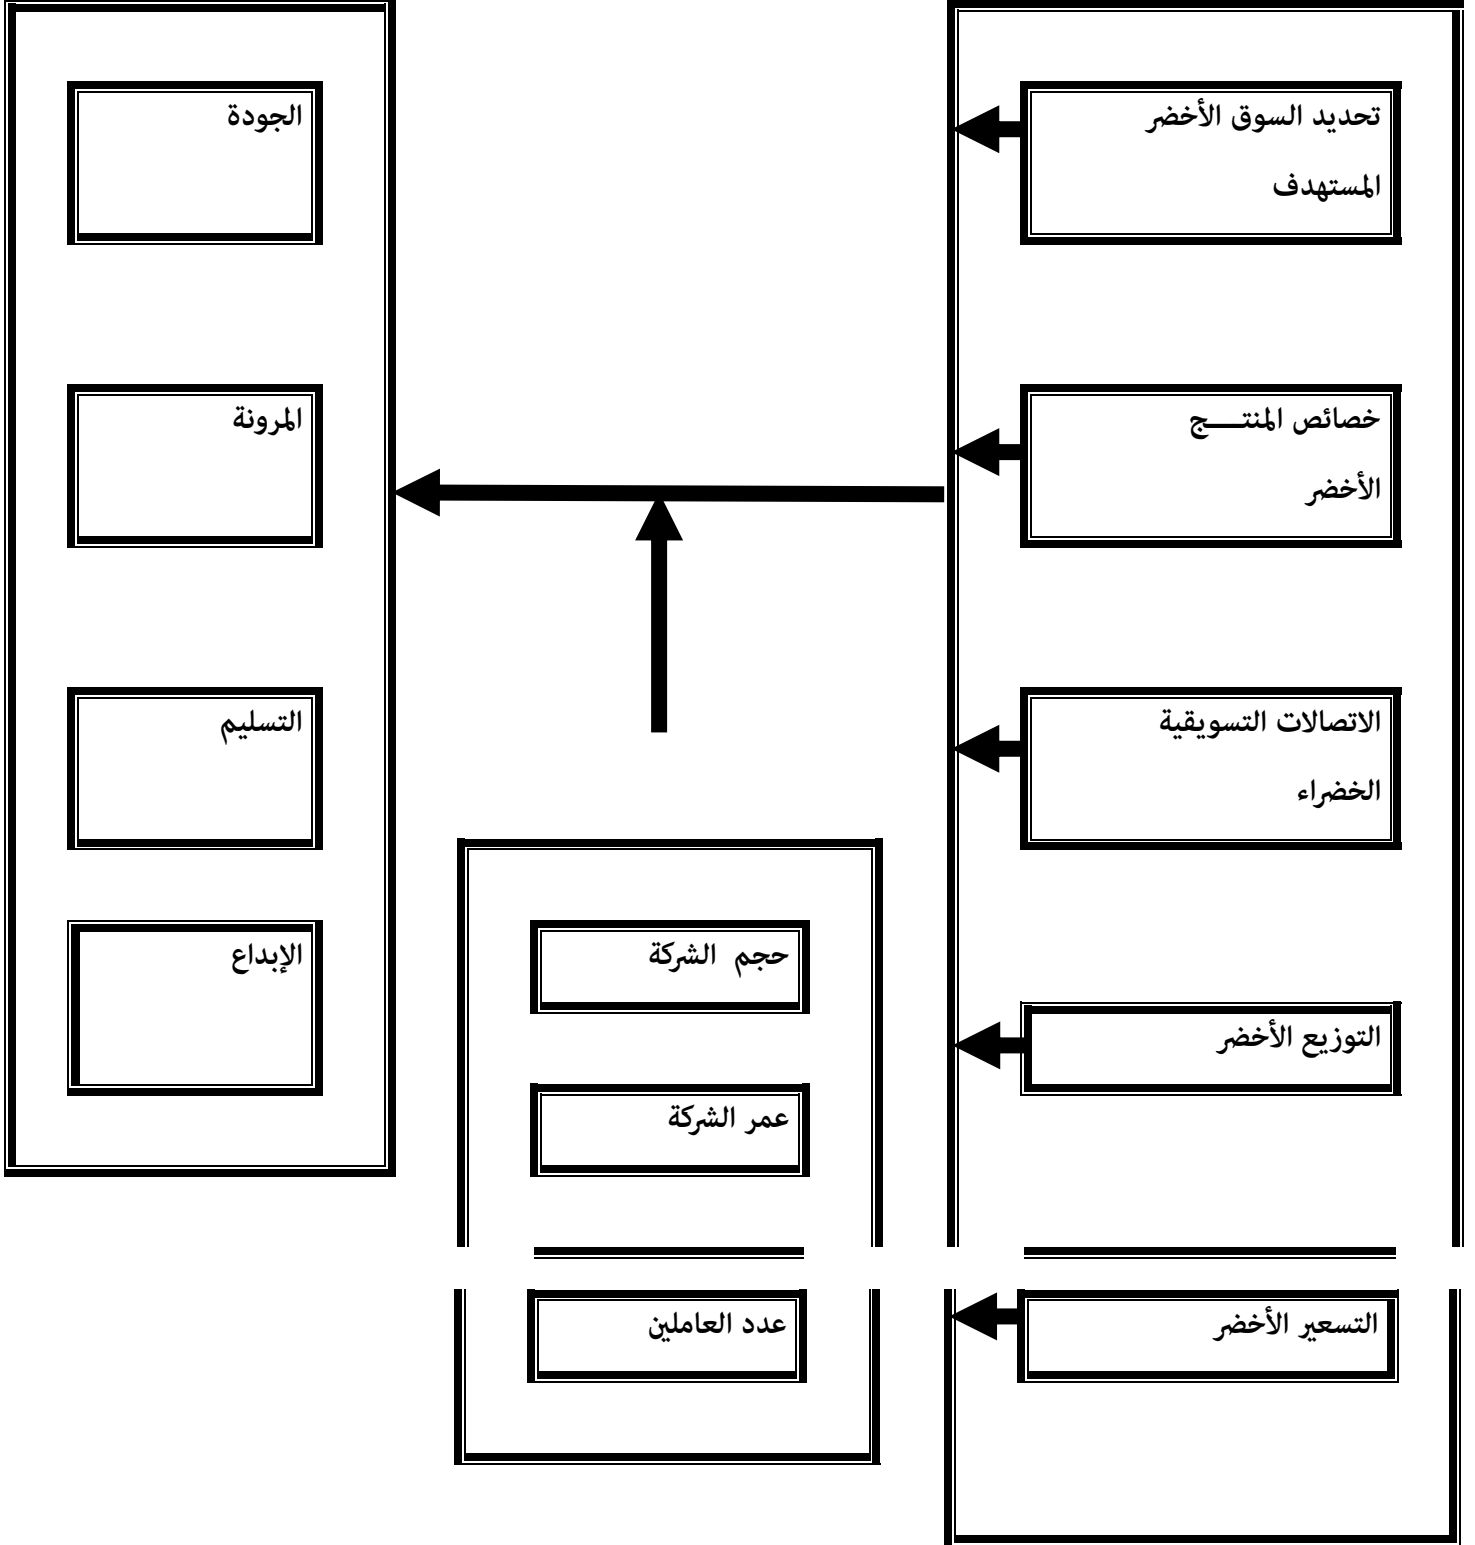 تحديد السوق الأخضر
المستهدف
خصائص المنتــــج
الأخضر
الاتصالات التسويقية
الخضراء
التوزيع الأخضر
التسعير الأخضر
حجم الشركة
عمر الشركة
عدد العاملين
الجودة
المرونة
التسليم
الإبداع